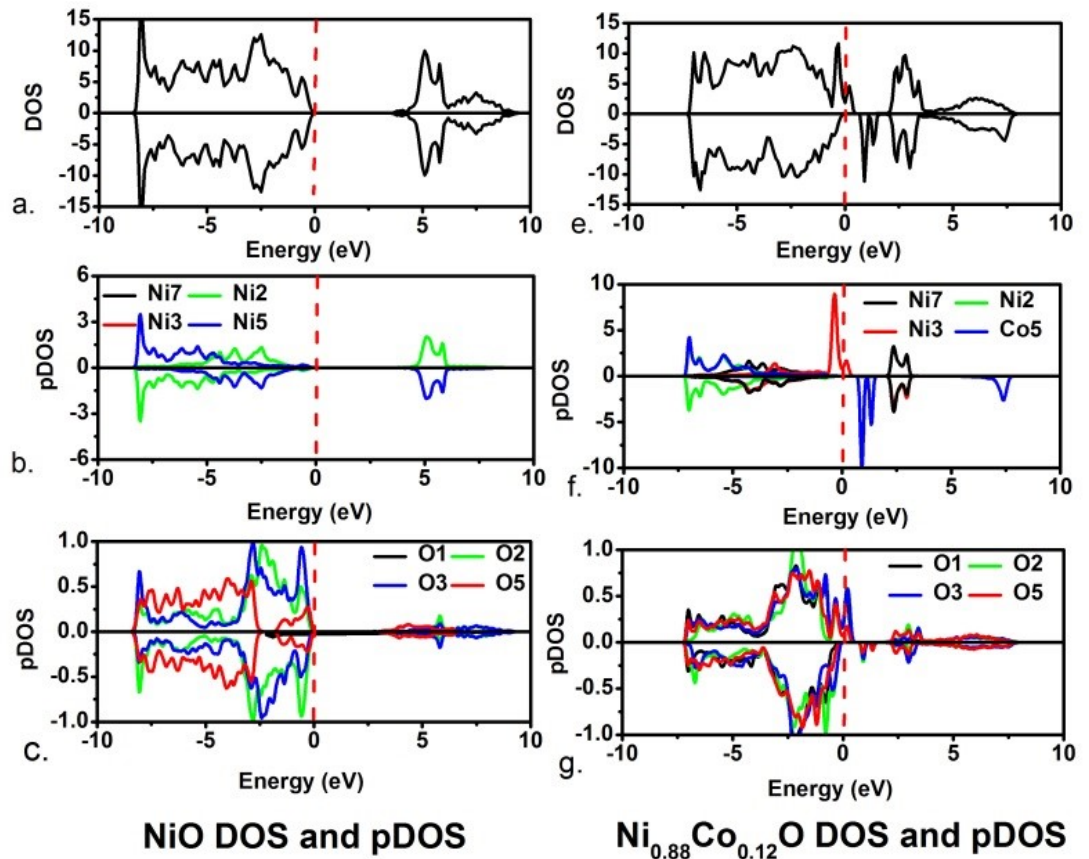 15
10
5
0
-5
-10
-15
DOS
-10 -5 0 5 10
Energy (eV)
a.
6
3
0
-3
-6
pDOS
Ni7 Ni2
Ni3 Ni5
-10 -5 0 5 10
Energy (eV)
b.
1.0
0.5
0.0
-0.5
-1.0
pDOS
O1 O2
O3 O5
-10 -5 0 5 10
Energy (eV)
c.
NiO DOS and pDOS
15
10
5
0
-5
-10
-15
DOS
-10 -5 0 5 10
Energy (eV)
e.
10
5
0
-5
-10
pDOS
Ni7 Ni2
Ni3 Co5
-10 -5 0 5 10
Energy (eV)
f.
1.0
0.5
0.0
0.5
-1.0
pDOS
O1 O2
O3 O5
-10 -5 0 5 10
Energy (eV)
g.
Ni0.88Co0.12O DOS and pDOS